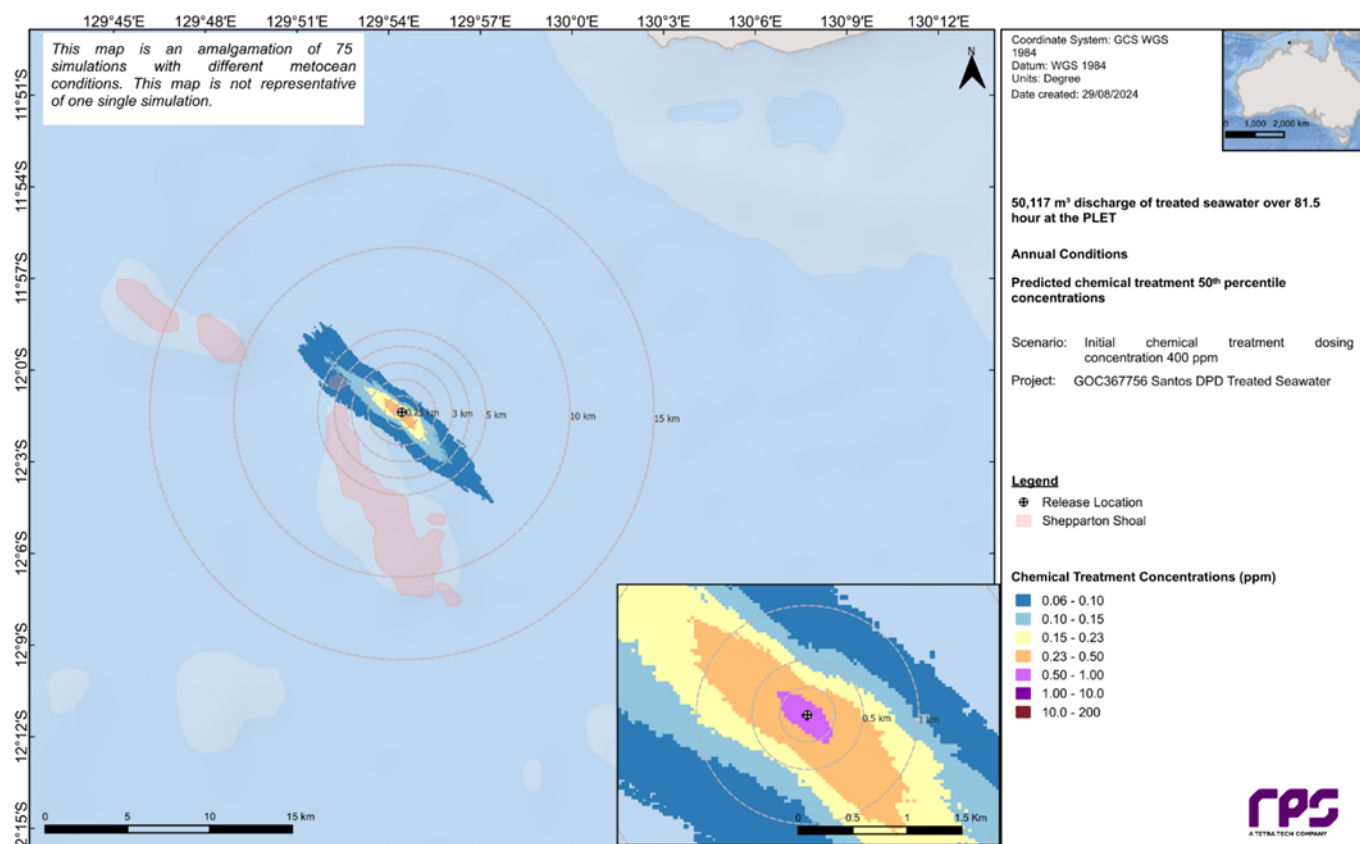 129°45'E 129°48'E 129°51'E 129°54'E 129°57'E 130°0'E 130°3'E 130°6'E 130°9'E 130°12'E
This map is an amalgamation of 75
simulations with different metocean
conditions. This map is not representative
of one single simulation.
N
11°51'S
11°54'S
11°57'S
12°0'S
12°3'S
12°6'S
12°9'S
12°12'S
2°15'S
0.25 km 3 km 5 km 10 km 15 km
0 5 10 15 km
0.5 km 1 km
0 0.5 1 1.5 Km
Coordinate System: GCS WGS
1984
Datum: WGS 1984
Units: Degree
Date created: 29/08/2024
0 1,000 2,000 km
50,117 m³ discharge of treated seawater over 81.5
hour at the PLET
Annual Conditions
Predicted chemical treatment 50th percentile
concentrations
Scenario: Initial chemical treatment dosing
concentration 400 ppm
Project: GOC367756 Santos DPD Treated Seawater
Legend
Release Location
Shepparton Shoal
Chemical Treatment Concentrations (ppm)
0.06 - 0.10
0.10 - 0.15
0.15 - 0.23
0.23 - 0.50
0.50 - 1.00
1.00 - 10.0
10.0 - 200
rps
A TETRA TECH COMPANY